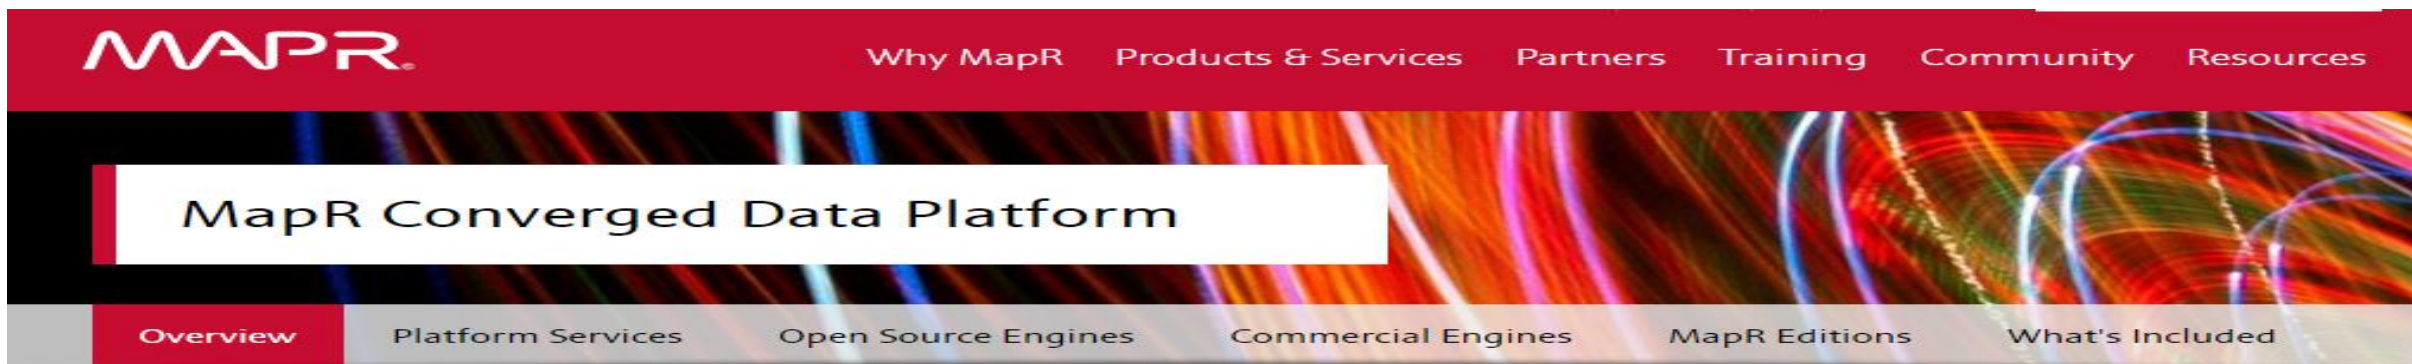 MAPR®
Why MapR Products & Services Partners Training Community Resources
MapR Converged Data Platform
Overview Platform Services Open Source Engines Commercial Engines MapR Editions What's Included